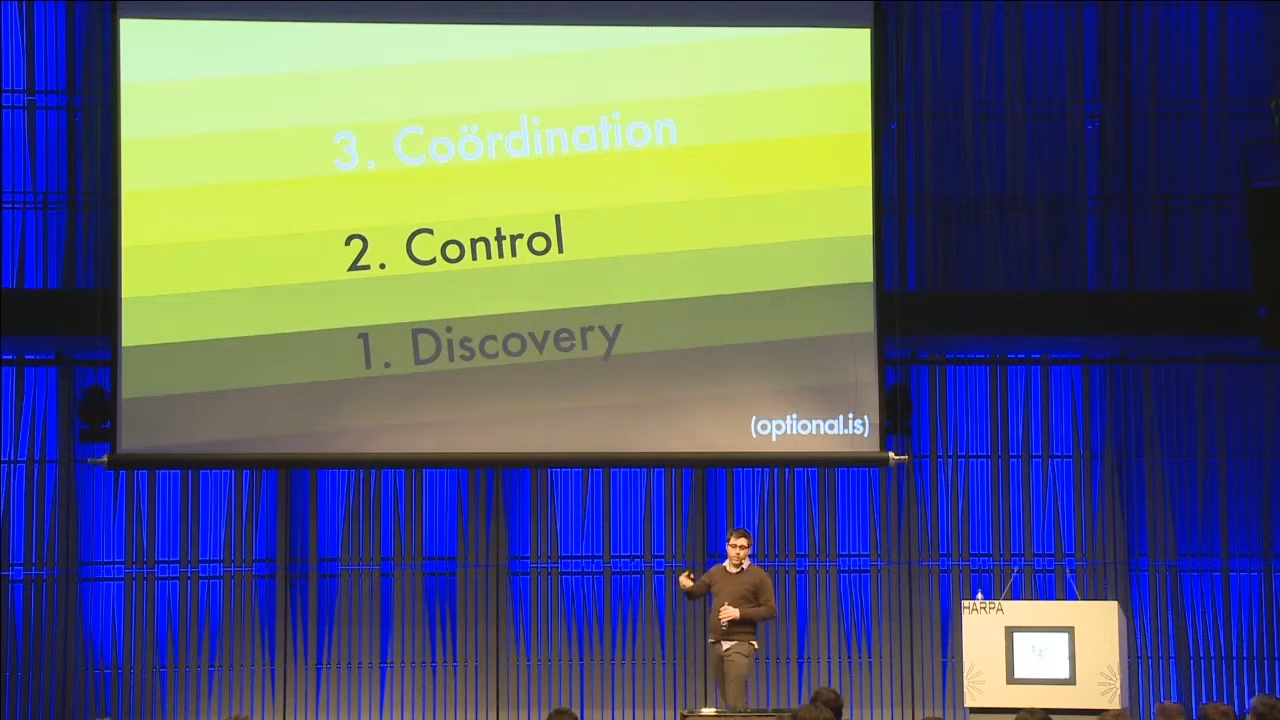 3. Coördination
2. Control
1. Discovery
(optional.is)
HARPA